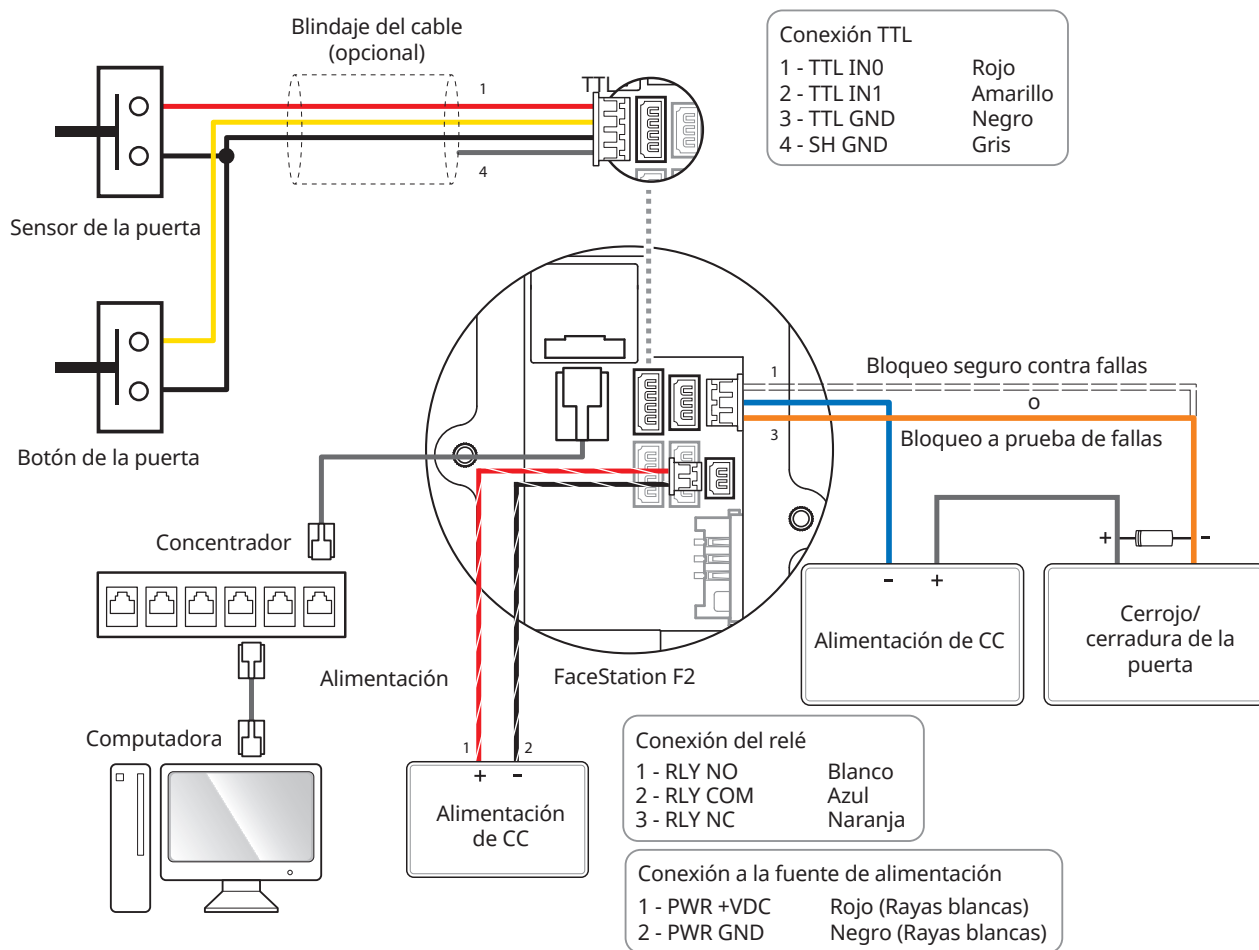 Blindaje del cable
(opcional)
TTL
1
4
Conexión TTL
1 - TTL IN0 Rojo
2 - TTL IN1 Amarillo
3 - TTL GND Negro
4 - SH GND Gris
Sensor de la puerta
Botón de la puerta
1
Bloqueo seguro contra fallas
o
3
Bloqueo a prueba de fallas
Concentrador
+
-
-
+
Alimentación de CC
Cerrojo/
cerradura de la
puerta
Alimentación
FaceStation F2
Computadora
1
2
+
-
Alimentación
de CC
Conexión del relé
1 - RLY NO Blanco
2 - RLY COM Azul
3 - RLY NC Naranja
Conexión a la fuente de alimentación
1 - PWR +VDC Rojo (Rayas blancas)
2 - PWR GND Negro (Rayas blancas)